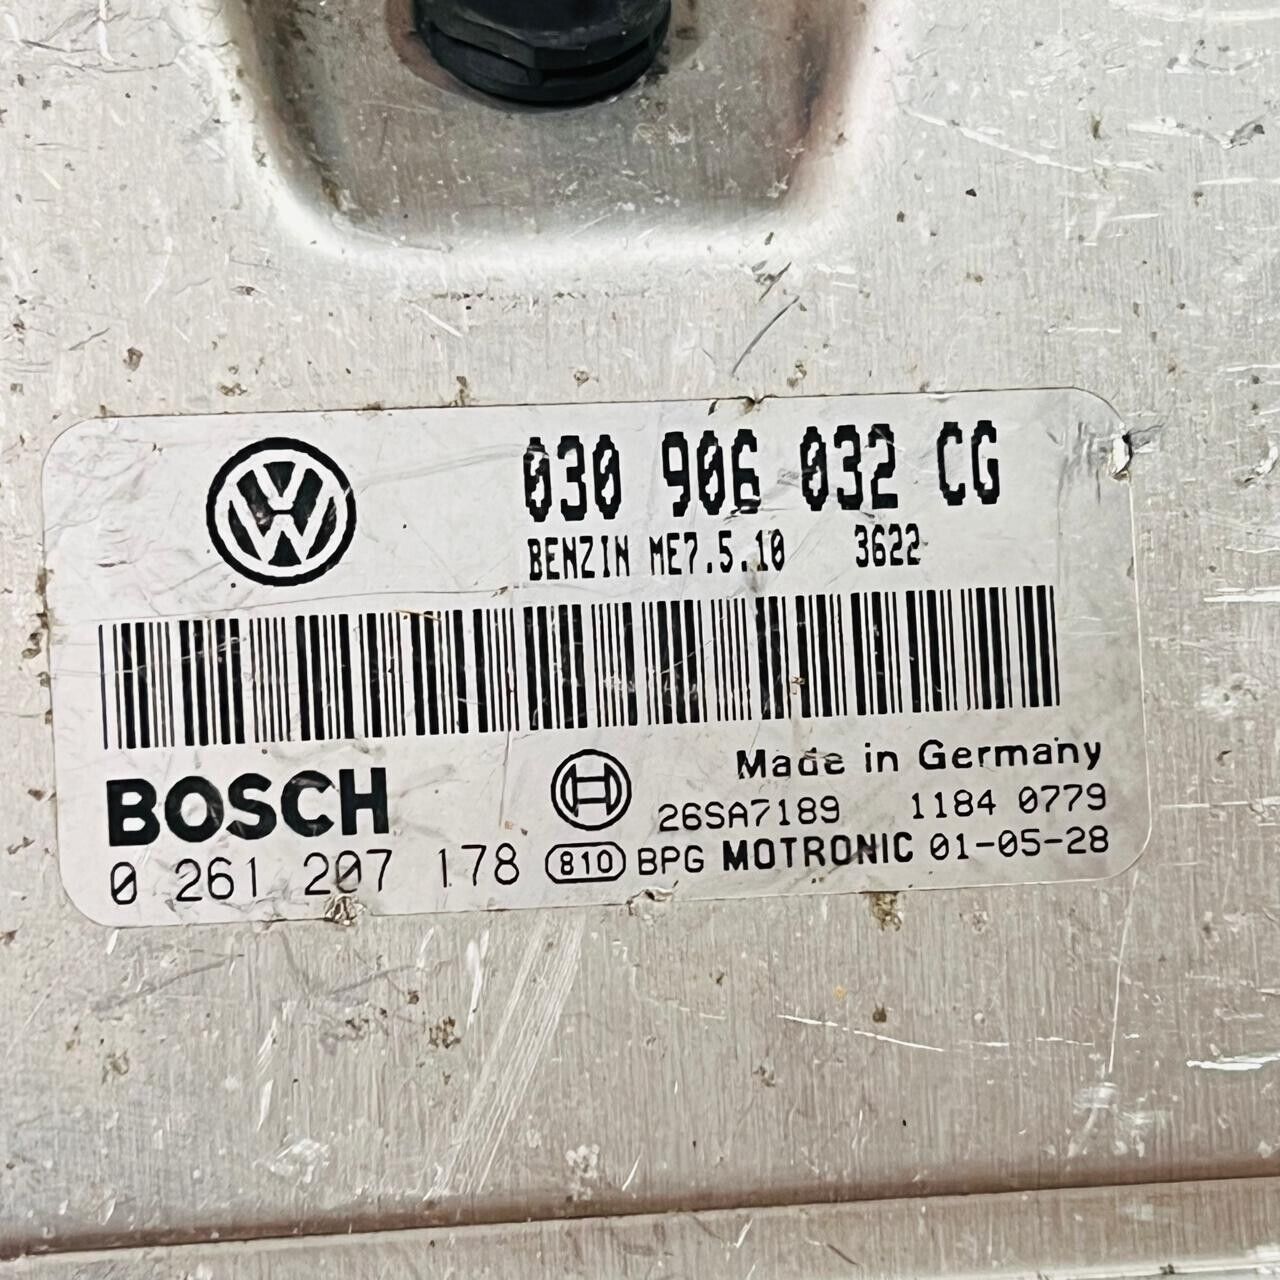 030 906 032 CG
BENZIN ME7.5.10 3622
BOSCH
Made in Germany
26SA7189 1184 0779
0 261 207 178 810 BPG MOTRONIC 01-05-28